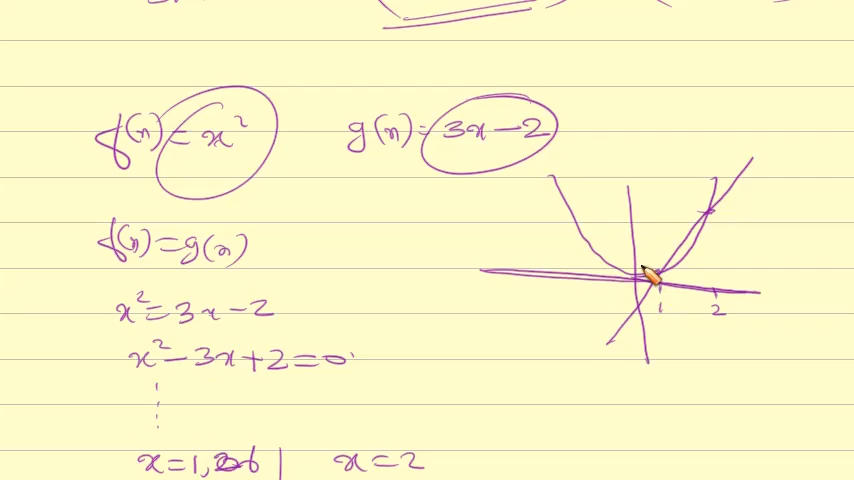 f(x) = x² g(x) = 3x − 2
f(x) = g(x)
x² = 3x − 2
x² − 3x + 2 = 0
1 2
x = 1, | x = 2